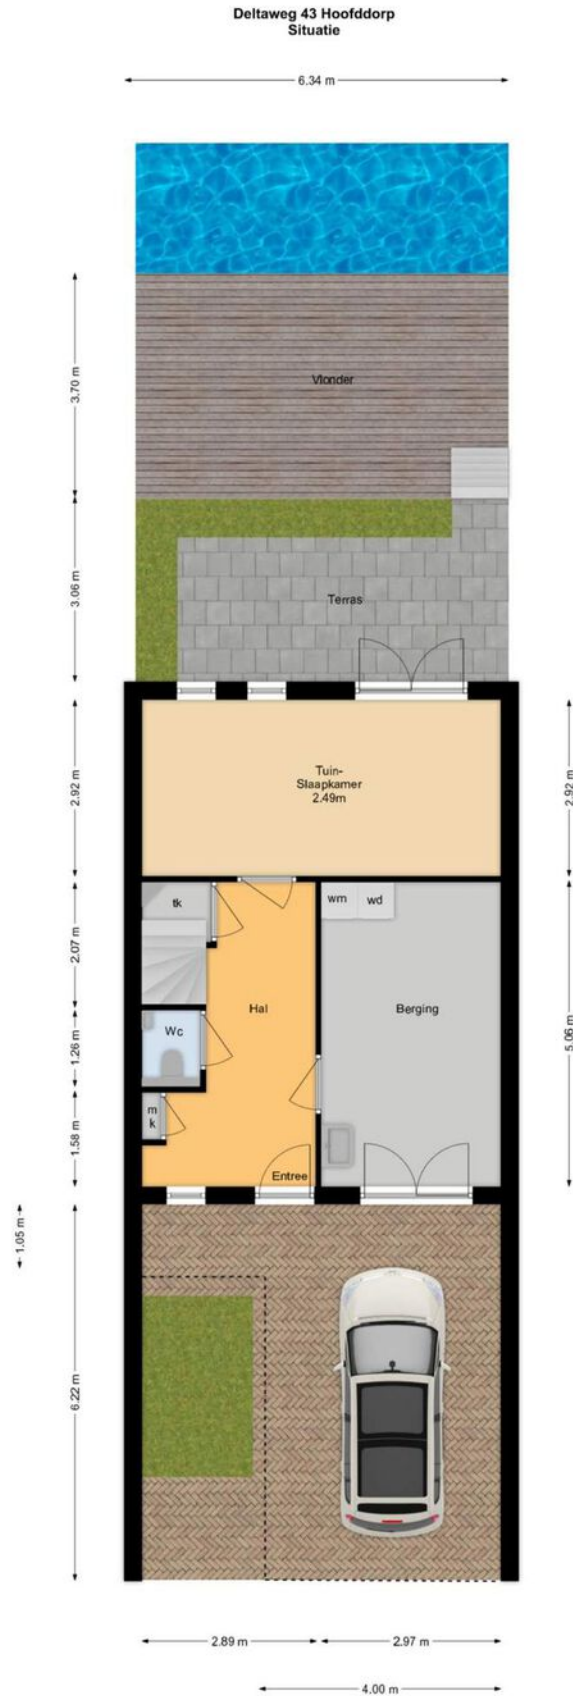 Deltaweg 43 Hoofddorp
Situatie
6.34 m
3.70 m
Vlonder
3.06 m
Terras
2.92 m
Tuin-
Slaapkamer
2.49m
2.92 m
2.07 m
tk
wm
wd
Hal
Berging
5.06 m
1.26 m
Wc
1.58 m
m
k
Entree
1.05 m
6.22 m
2.89 m
2.97 m
4.00 m